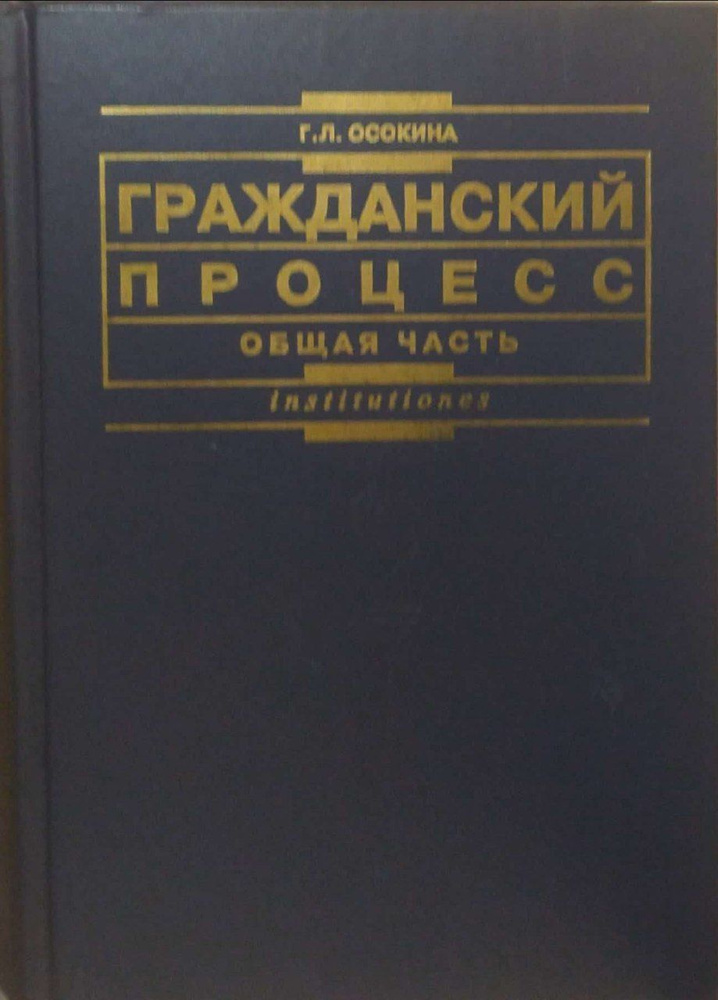 Г.Л. ОСОКИНА
ГРАЖДАНСКИЙ
ПРОЦЕСС
ОБЩАЯ ЧАСТЬ
institutiones